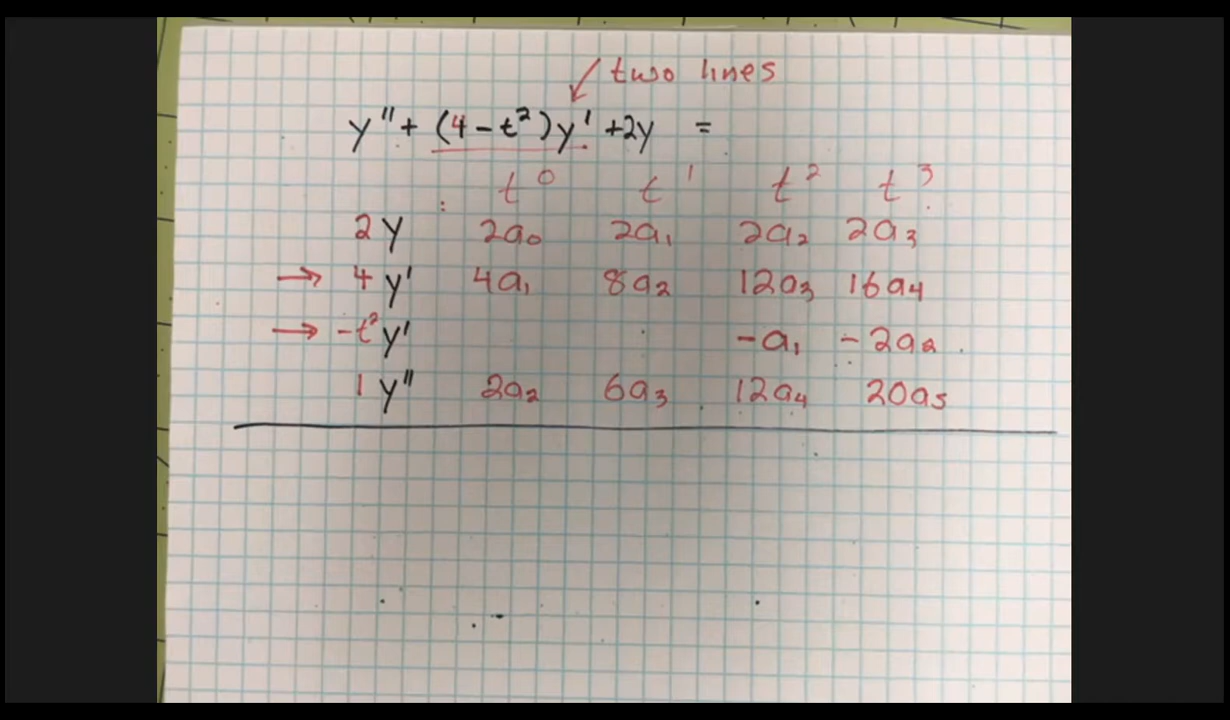 two lines
y'' + (4 - t²)y' + 2y =
t⁰ t¹ t² t³
2y 2a₀ 2a₁ 2a₂ 2a₃
→ 4y' 4a₁ 8a₂ 12a₃ 16a₄
→ -t²y' -a₁ -2a₂
1y'' 2a₂ 6a₃ 12a₄ 20a₅